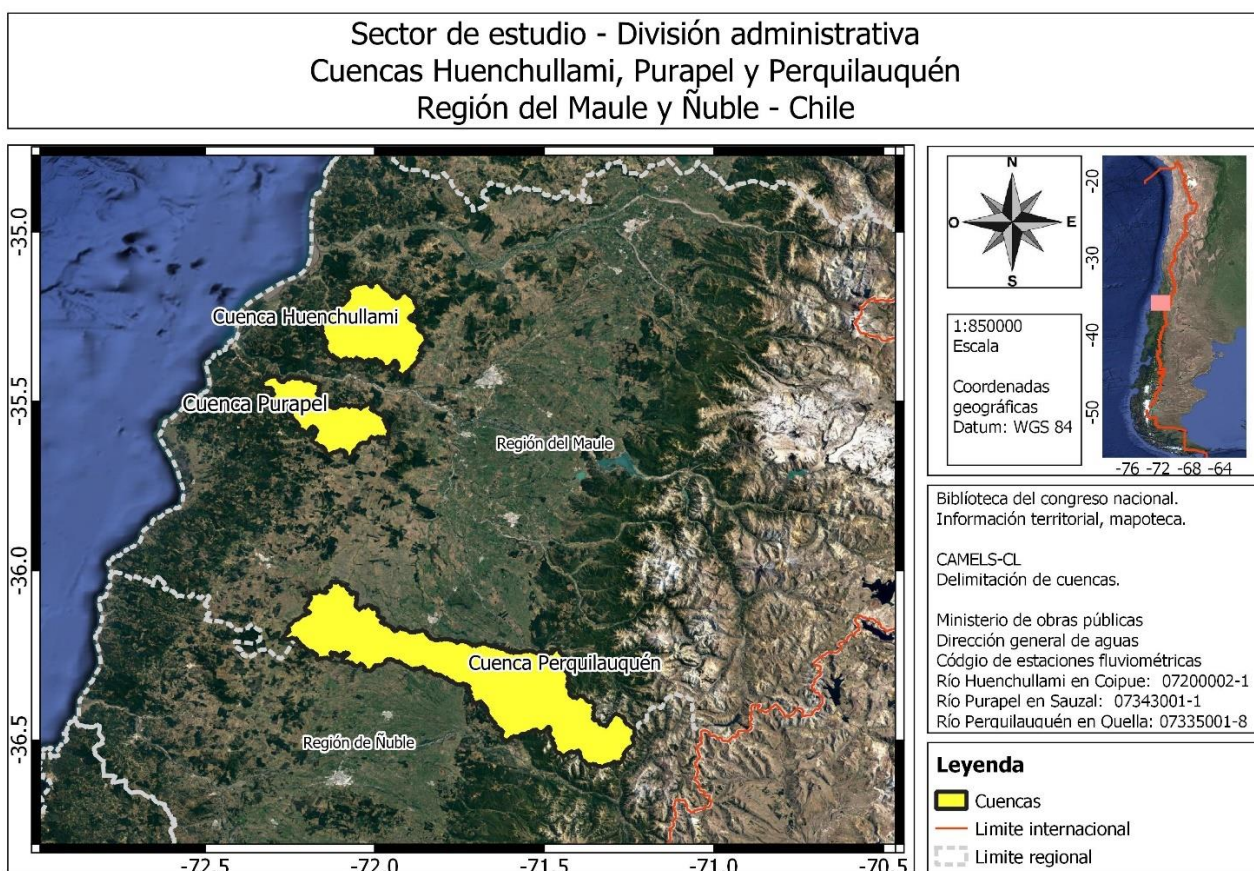 Sector de estudio - División administrativa
Cuencas Huenchullami, Purapel y Perquilauquén
Región del Maule y Ñuble - Chile
-35.0
-35.5
-36.0
-36.5
-72.5
-72.0
-71.5
-71.0
-70.5
Cuenca Huenchullami
Cuenca Purapel
Región del Maule
Cuenca Perquilauquén
Región de Ñuble
N
O
E
S
1:850000
Escala
Coordenadas
geográficas
Datum: WGS 84
-20
-30
-40
-50
-76 -72 -68 -64
Biblioteca del congreso nacional.
Información territorial, mapoteca.
CAMELS-CL
Delimitación de cuencas.
Ministerio de obras públicas
Dirección general de aguas
Códgio de estaciones fluviométricas
Río Huenchullami en Coipue: 07200002-1
Río Purapel en Sauzal: 07343001-1
Río Perquilauquén en Quella: 07335001-8
Leyenda
Cuencas
Limite internacional
Limite regional